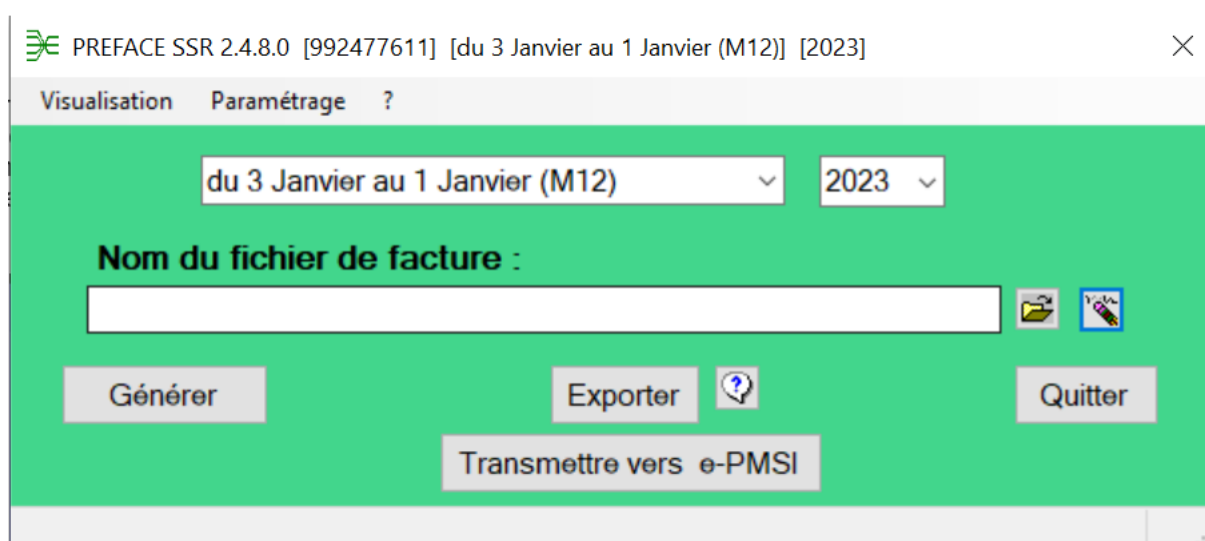 PREFACE SSR 2.4.8.0 [992477611] [du 3 Janvier au 1 Janvier (M12)] [2023]
Visualisation Paramétrage ?
du 3 Janvier au 1 Janvier (M12) 2023
Nom du fichier de facture :
Générer Exporter ? Quitter
Transmettre vers e-PMSI